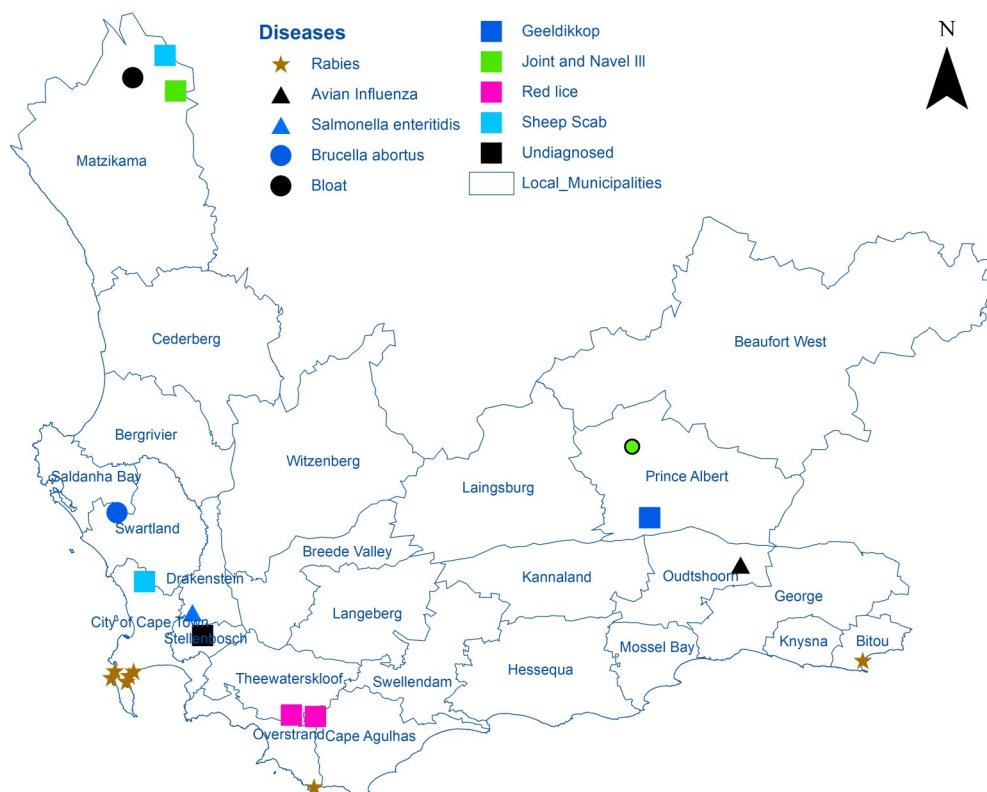 N
Diseases
Rabies
Avian Influenza
Salmonella enteritidis
Brucella abortus
Bloat
Geeldikkop
Joint and Navel Ill
Red lice
Sheep Scab
Undiagnosed
Local_Municipalities
Matzikama
Cederberg
Beaufort West
Bergrivier
Witzenberg
Saldanha Bay
Prince Albert
Laingsburg
Swartland
Breede Valley
Drakenstein
Kannaland
Oudtshoorn
George
City of Cape Town
Langeberg
Stellenbosch
Mossel Bay
Knysna
Bitou
Hessequa
Theewaterskloof
Swellendam
Overstrand
Cape Agulhas